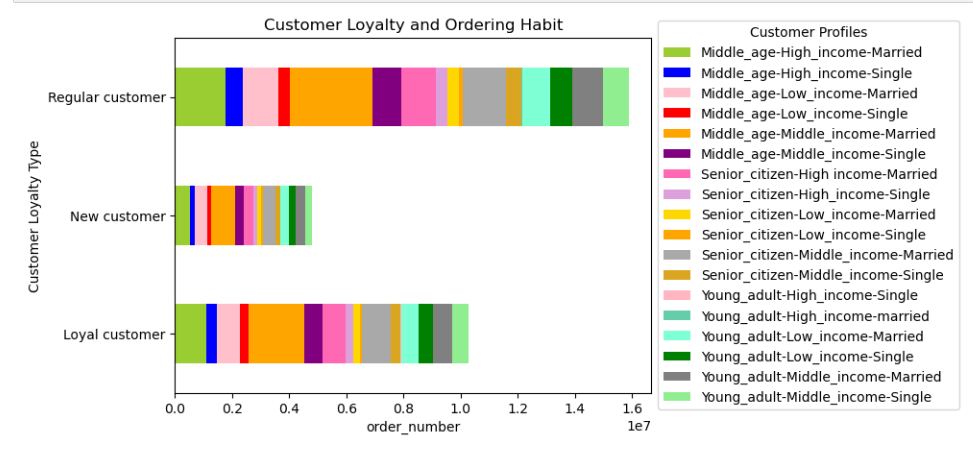 Customer Loyalty and Ordering Habit
Customer Loyalty Type
Regular customer
New customer
Loyal customer
0.0 0.2 0.4 0.6 0.8 1.0 1.2 1.4 1.6
1e7
order_number
Customer Profiles
Middle_age-High_income-Married
Middle_age-High_income-Single
Middle_age-Low_income-Married
Middle_age-Low_income-Single
Middle_age-Middle_income-Married
Middle_age-Middle_income-Single
Senior_citizen-High income-Married
Senior_citizen-High_income-Single
Senior_citizen-Low_income-Married
Senior_citizen-Low_income-Single
Senior_citizen-Middle_income-Married
Senior_citizen-Middle_income-Single
Young_adult-High_income-Single
Young_adult-High_income-married
Young_adult-Low_income-Married
Young_adult-Low_income-Single
Young_adult-Middle_income-Married
Young_adult-Middle_income-Single